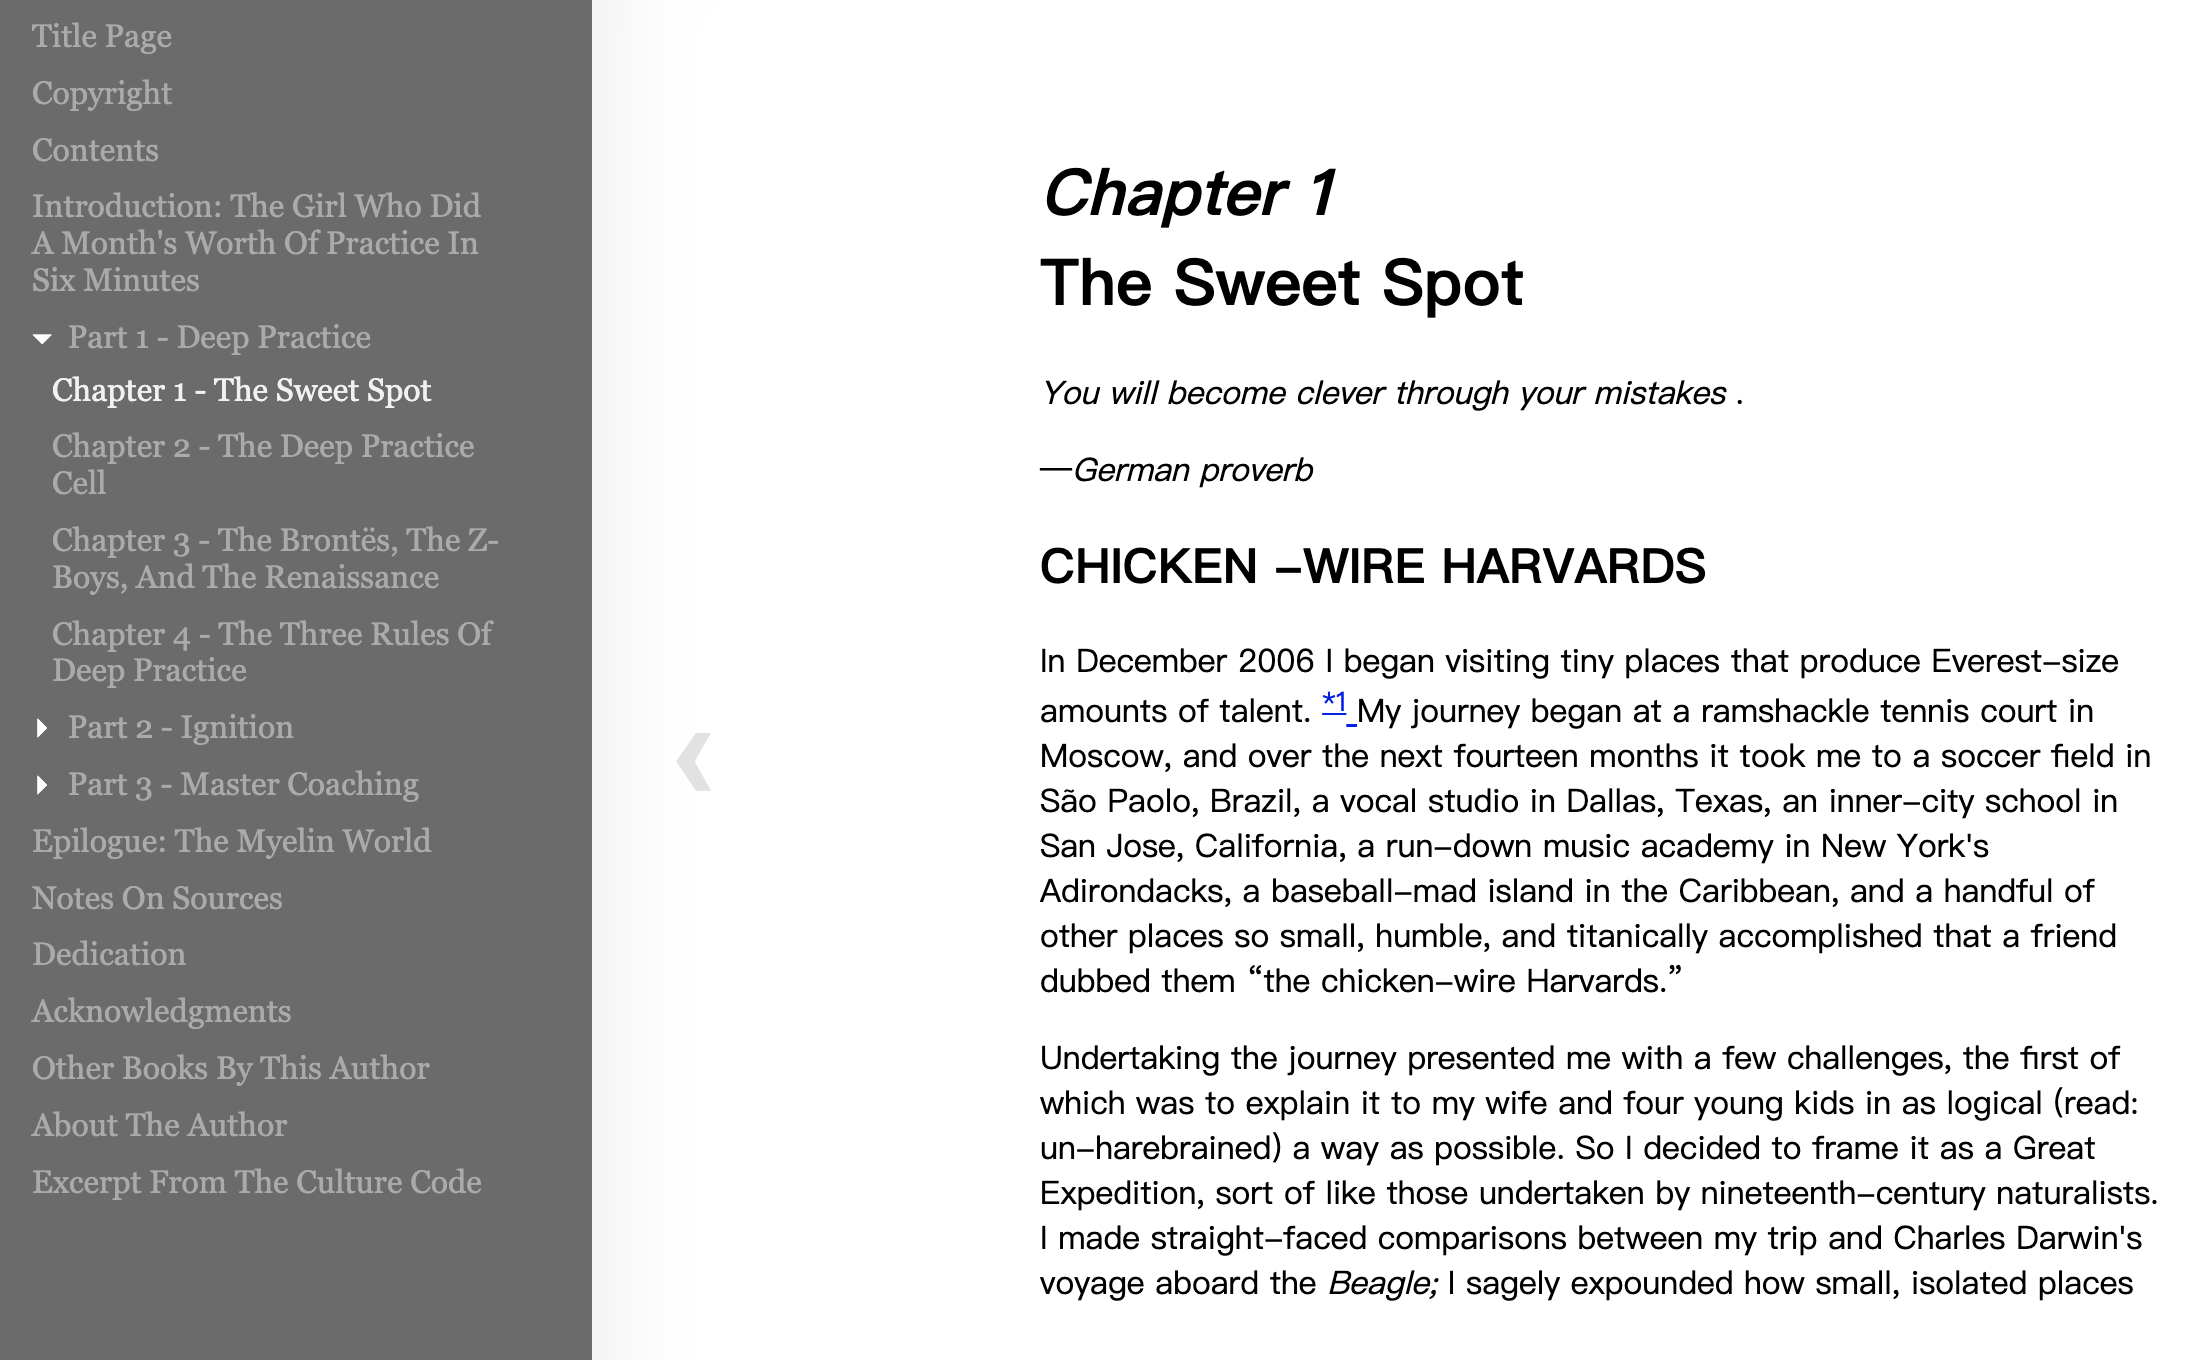 Title Page
Copyright
Contents
Introduction: The Girl Who Did
A Month's Worth Of Practice In
Six Minutes
Part 1 - Deep Practice
Chapter 1 - The Sweet Spot
Chapter 2 - The Deep Practice
Cell
Chapter 3 - The Brontës, The Z-
Boys, And The Renaissance
Chapter 4 - The Three Rules Of
Deep Practice
Part 2 - Ignition
Part 3 - Master Coaching
Epilogue: The Myelin World
Notes On Sources
Dedication
Acknowledgments
Other Books By This Author
About The Author
Excerpt From The Culture Code
Chapter 1
The Sweet Spot
You will become clever through your mistakes .
—German proverb
CHICKEN -WIRE HARVARDS
In December 2006 I began visiting tiny places that produce Everest-size
amounts of talent. *1 My journey began at a ramshackle tennis court in
Moscow, and over the next fourteen months it took me to a soccer field in
São Paolo, Brazil, a vocal studio in Dallas, Texas, an inner-city school in
San Jose, California, a run-down music academy in New York's
Adirondacks, a baseball-mad island in the Caribbean, and a handful of
other places so small, humble, and titanically accomplished that a friend
dubbed them “the chicken-wire Harvards.”
Undertaking the journey presented me with a few challenges, the first of
which was to explain it to my wife and four young kids in as logical (read:
un-harebrained) a way as possible. So I decided to frame it as a Great
Expedition, sort of like those undertaken by nineteenth-century naturalists.
I made straight-faced comparisons between my trip and Charles Darwin's
voyage aboard the Beagle; I sagely expounded how small, isolated places